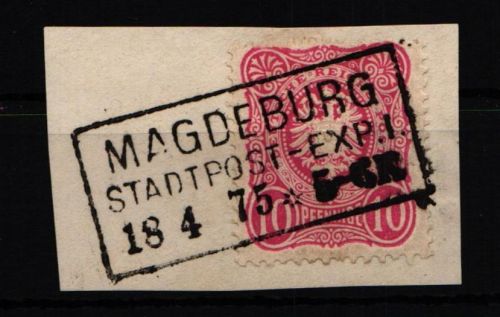 MAGDEBURG
STADTPOST-EXP.I.
18 4 75
10 PFENNIGE 10